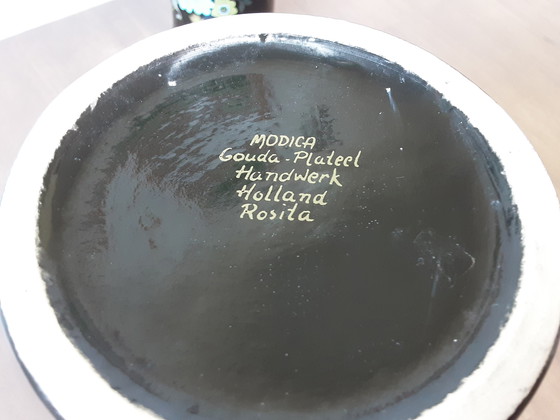 MODICA
Gouda-Plateel
Handwerk
Holland
Rosita